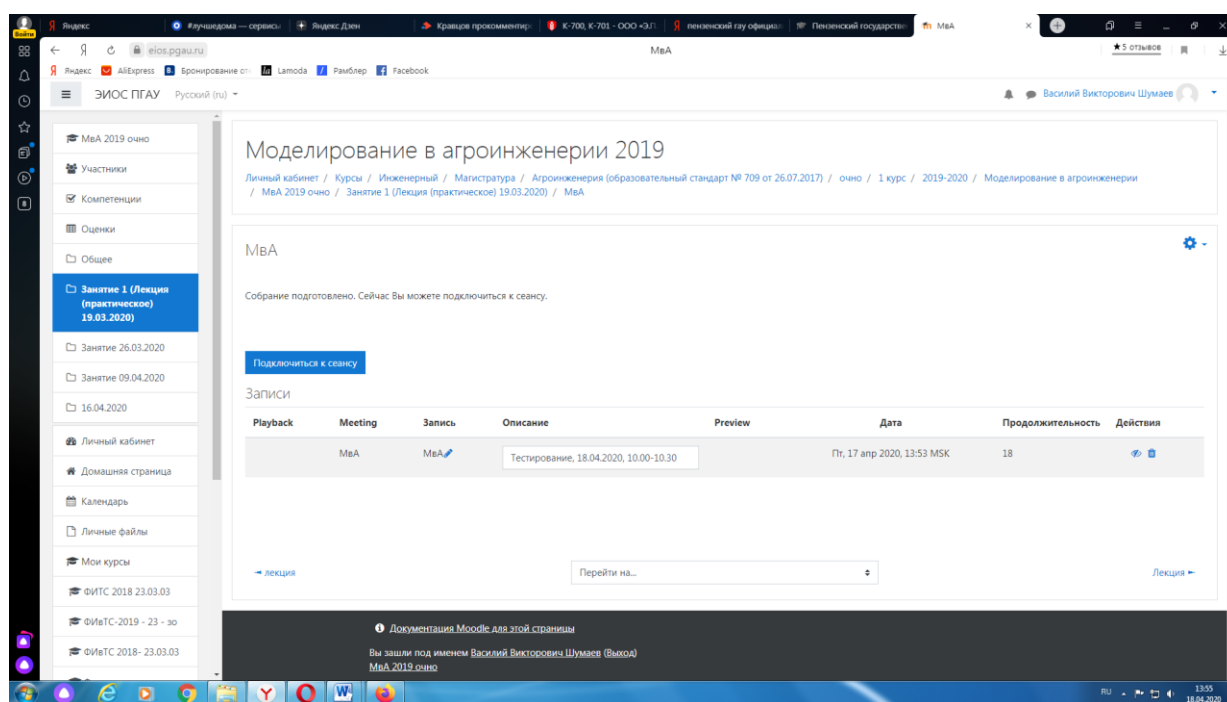 Войти
Яндекс
#лучшедома — сервисы
Яндекс Дзен
Кравцов прокомментиро
К-700, К-701 - ООО «Э.П.
пензенский гау официал
Пензенский государстве
МвА
eios.pgau.ru
МвА
★ 5 отзывов
Яндекс
AliExpress
Бронирование от
Lamoda
Рамблер
Facebook
ЭИОС ПГАУ
Русский (ru)
Василий Викторович Шумаев
МвА 2019 очно
Участники
Компетенции
Оценки
Общее
Занятие 1 (Лекция
(практическое)
19.03.2020)
Занятие 26.03.2020
Занятие 09.04.2020
16.04.2020
Личный кабинет
Домашняя страница
Календарь
Личные файлы
Мои курсы
ФИТС 2018 23.03.03
ФИвТС-2019 - 23 - зо
ФИвТС 2018- 23.03.03
Моделирование в агроинженерии 2019
Личный кабинет / Курсы / Инженерный / Магистратура / Агроинженерия (образовательный стандарт № 709 от 26.07.2017) / очно / 1 курс / 2019-2020 / Моделирование в агроинженерии
/ МвА 2019 очно / Занятие 1 (Лекция (практическое) 19.03.2020) / МвА
МвА
Собрание подготовлено. Сейчас Вы можете подключиться к сеансу.
Подключиться к сеансу
Записи
Playback Meeting Запись Описание Preview Дата Продолжительность Действия
МвА МвА Тестирование, 18.04.2020, 10.00-10.30 Пт, 17 апр 2020, 13:53 MSK 18
◄ лекция
Перейти на...
Лекция ►
Документация Moodle для этой страницы
Вы зашли под именем Василий Викторович Шумаев (Выход)
МвА 2019 очно
RU
13:55
18.04.2020